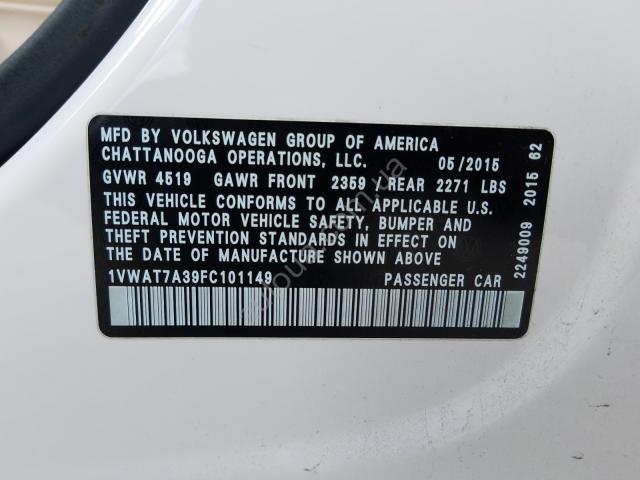 MFD BY VOLKSWAGEN GROUP OF AMERICA
CHATTANOOGA OPERATIONS, LLC. 05/2015
GVWR 4519 GAWR FRONT 2359 REAR 2271 LBS
THIS VEHICLE CONFORMS TO ALL APPLICABLE U.S.
FEDERAL MOTOR VEHICLE SAFETY, BUMPER AND
THEFT PREVENTION STANDARDS IN EFFECT ON
THE DATE OF MANUFACTURE SHOWN ABOVE
1VWAT7A39FC101149 PASSENGER CAR
2249009 2015 62